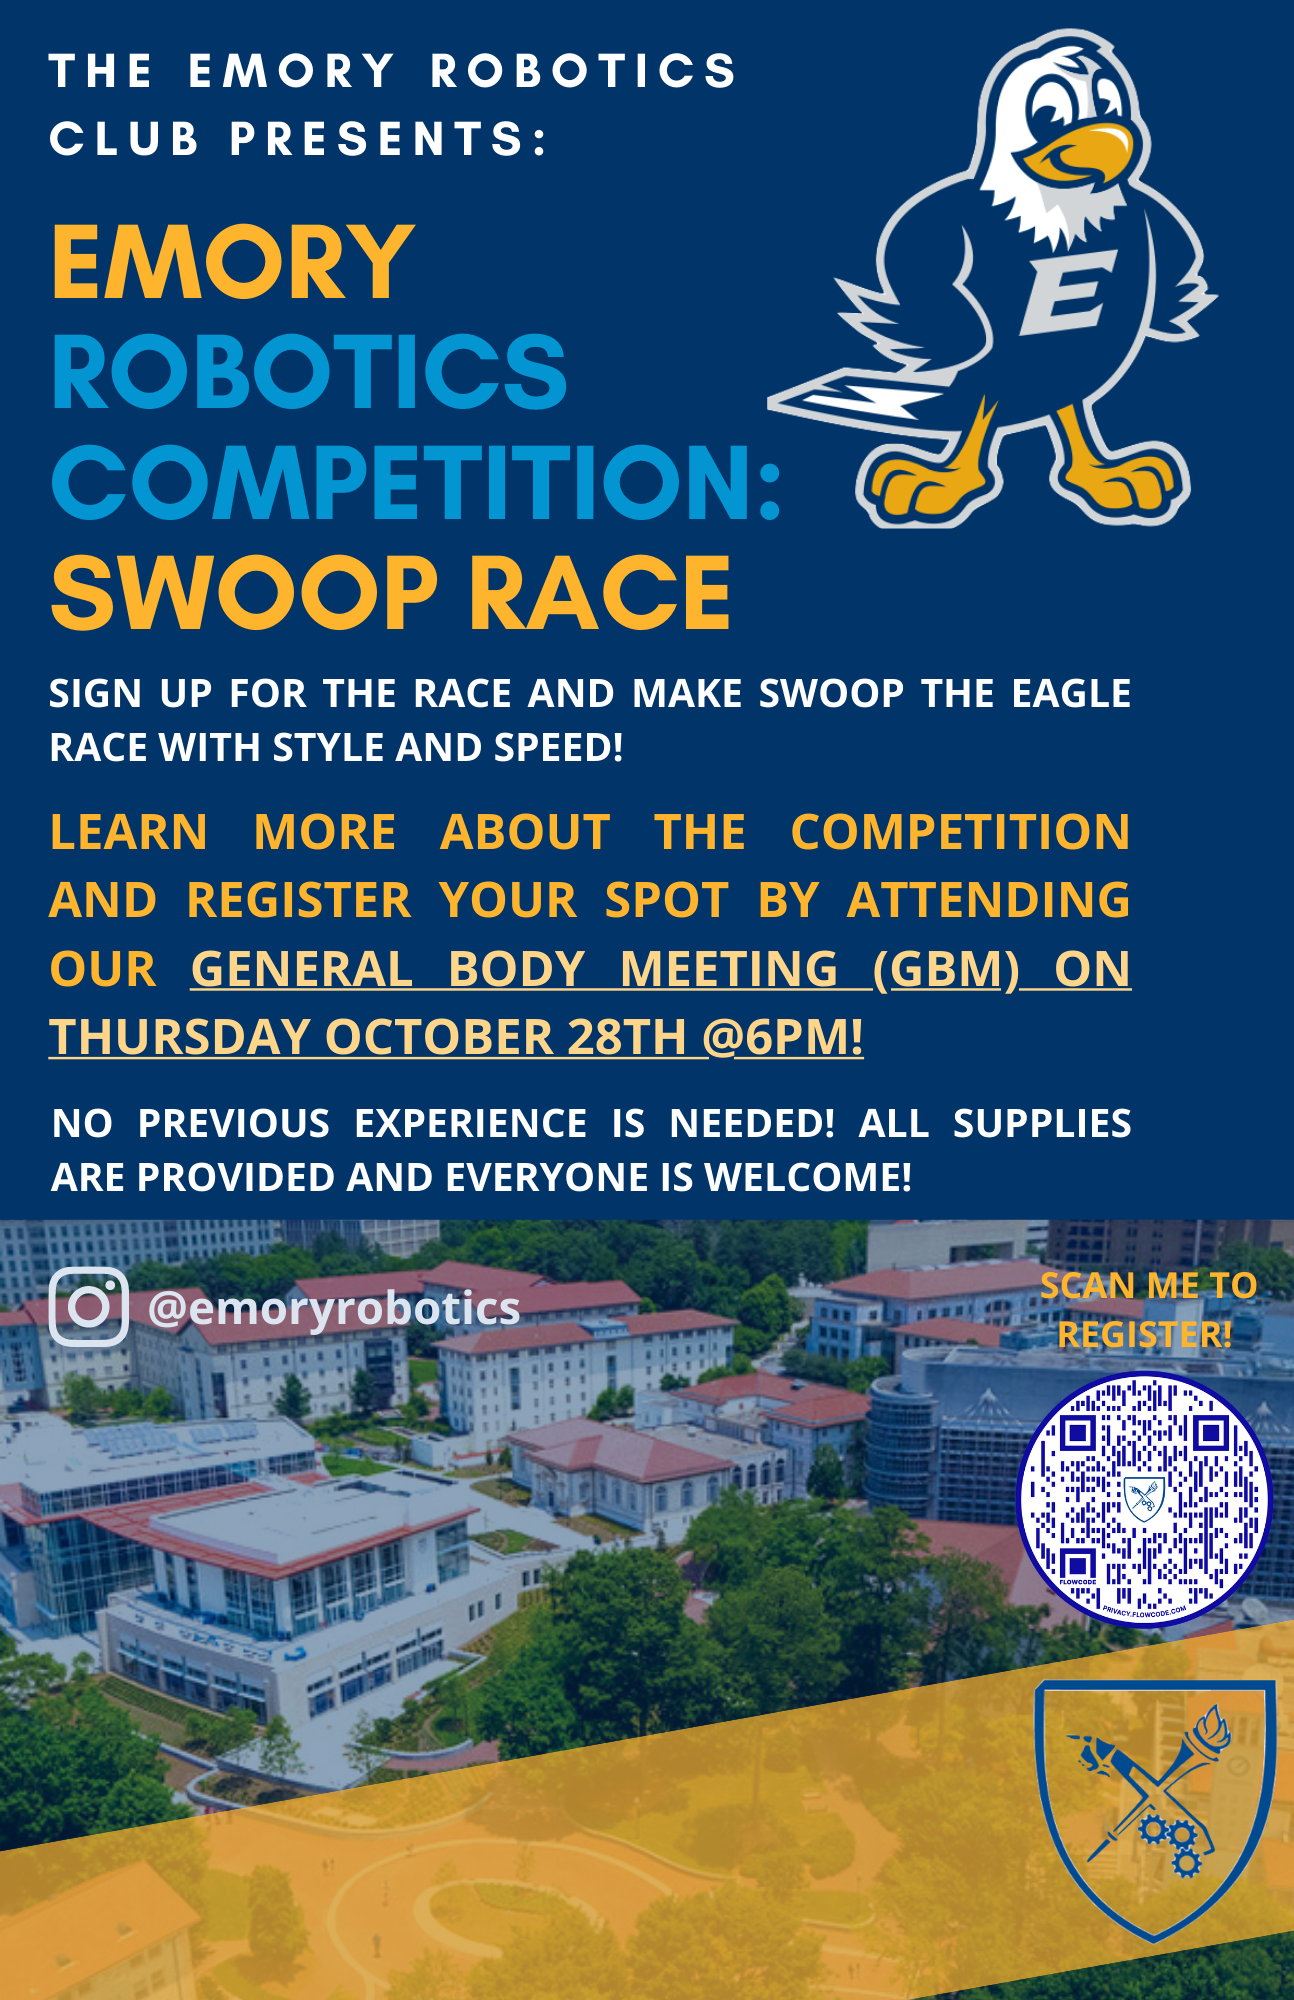 THE EMORY ROBOTICS
CLUB PRESENTS:
EMORY
ROBOTICS
COMPETITION:
SWOOP RACE
E
SIGN UP FOR THE RACE AND MAKE SWOOP THE EAGLE
RACE WITH STYLE AND SPEED!
LEARN MORE ABOUT THE COMPETITION
AND REGISTER YOUR SPOT BY ATTENDING
OUR GENERAL BODY MEETING (GBM) ON
THURSDAY OCTOBER 28TH @6PM!
NO PREVIOUS EXPERIENCE IS NEEDED! ALL SUPPLIES
ARE PROVIDED AND EVERYONE IS WELCOME!
@emoryrobotics
SCAN ME TO
REGISTER!
FLOWCODE
PRIVACY.FLOWCODE.COM